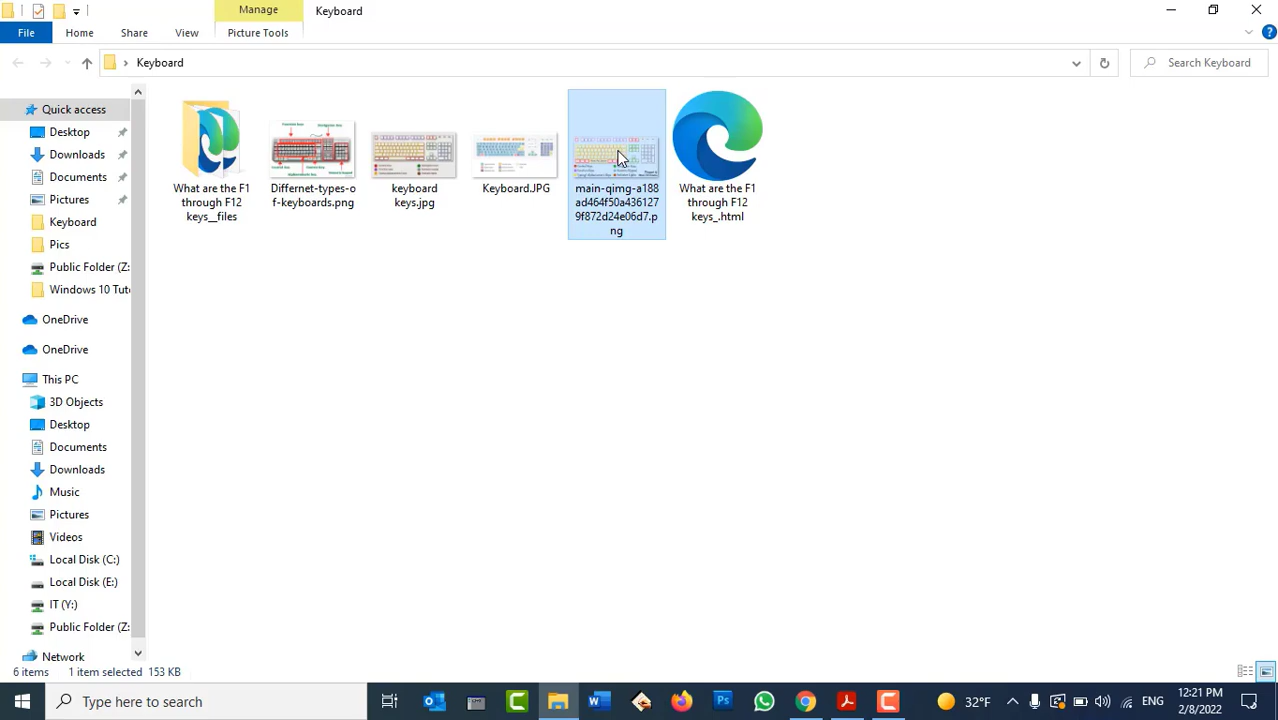 Manage
Keyboard
File
Home
Share
View
Picture Tools
Keyboard
Search Keyboard
Quick access
Desktop
Downloads
Documents
Pictures
Keyboard
Pics
Public Folder (Z:
Windows 10 Tuto
OneDrive
OneDrive
This PC
3D Objects
Desktop
Documents
Downloads
Music
Pictures
Videos
Local Disk (C:)
Local Disk (E:)
IT (Y:)
Public Folder (Z:
Network
What are the F1
through F12
keys__files
Differnet-types-o
f-keyboards.png
keyboard
keys.jpg
Keyboard.JPG
main-qimg-a188
ad464f50a436127
9f872d24e06d7.p
ng
What are the F1
through F12
keys_.html
6 items
1 item selected
153 KB
Type here to search
32°F
ENG
12:21 PM
2/8/2022